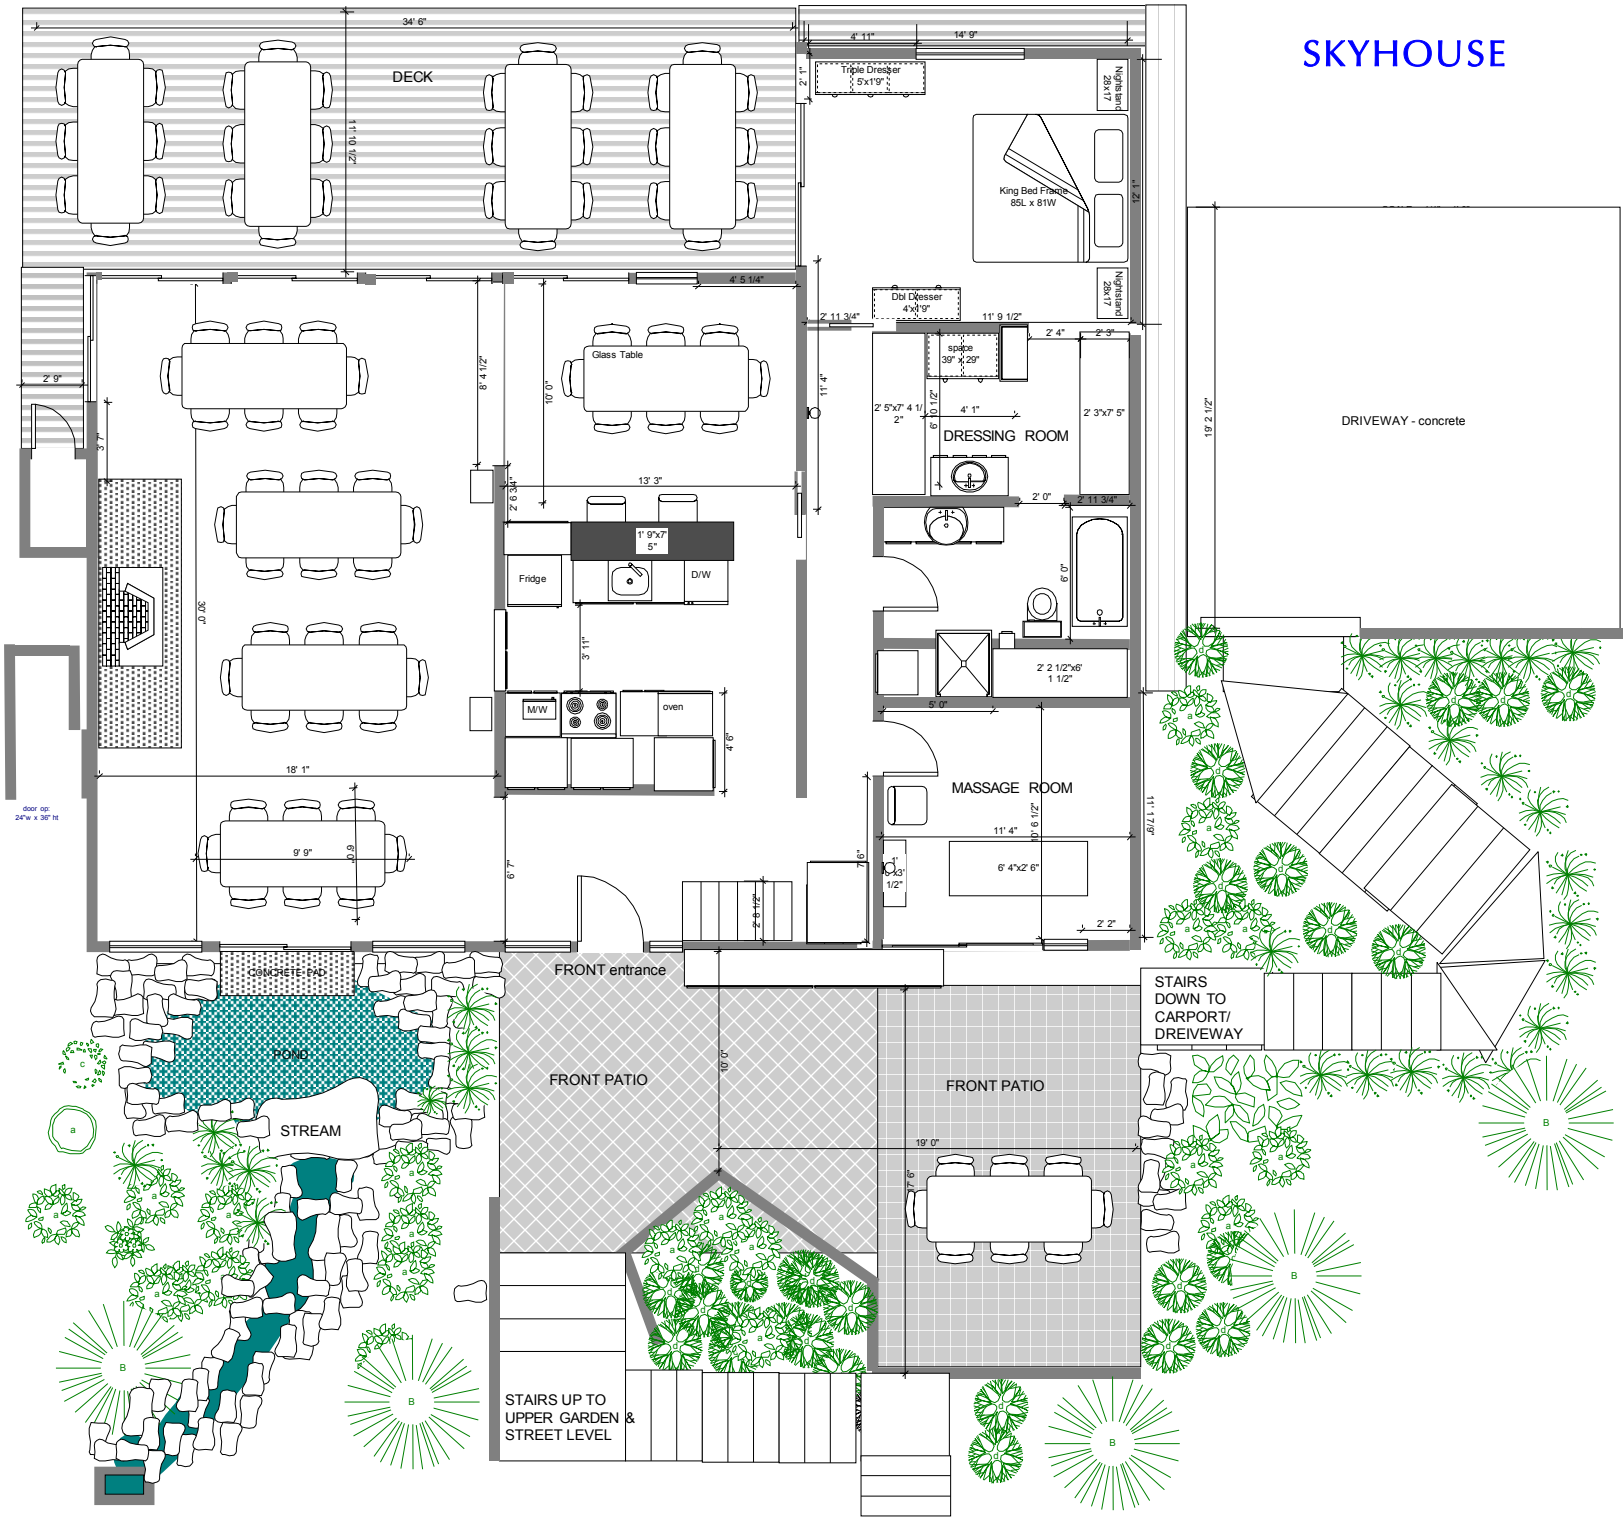 SKYHOUSE
34' 6"
DECK
11' 10 1/2"
4' 11"
14' 9"
2' 1"
Triple Dresser
5'x1'9"
Nightstand
28x17
King Bed Frame
85L x 81W
12' 1"
Nightstand
28x17
Dbl Dresser
4'x1'9"
2' 11 3/4"
11' 9 1/2"
4' 5 1/4"
2' 9"
3' 7"
8' 4 1/2"
10' 0"
Glass Table
11' 4"
space
39" x 29"
2' 4"
2' 3"
2' 5"x7' 4 1/
2"
6' 10 1/2"
4' 1"
2' 3"x7' 5"
DRESSING ROOM
19' 2 1/2"
DRIVEWAY - concrete
13' 3"
2' 6 3/4"
2' 0"
2' 11 3/4"
1' 9"x7'
5"
Fridge
D/W
6' 0"
30' 0"
3' 11"
2' 2 1/2"x6'
1 1/2"
M/W
oven
4' 6"
5' 0"
18' 1"
MASSAGE ROOM
10' 6 1/2"
11' 4"
11' 1 7/9"
door op:
24"w x 36" ht
9' 9"
6' 0"
6' 7"
7' 6"
2' 8 1/2"
6' 4"x2' 6"
1/2"
2' 2"
CONCRETE PAD
FRONT entrance
POND
STREAM
FRONT PATIO
10' 0"
FRONT PATIO
19' 0"
17' 6"
STAIRS
DOWN TO
CARPORT/
DREIVEWAY
STAIRS UP TO
UPPER GARDEN &
STREET LEVEL